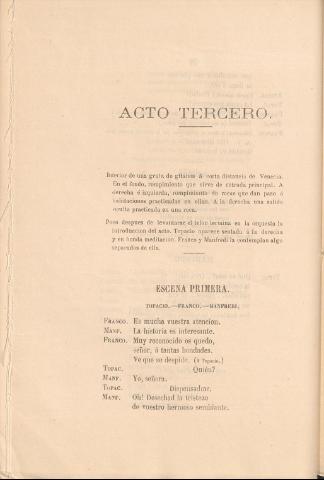 ACTO TERCERO.
Interior de una gruta de gitanos á corta distancia de Venecia.
En el fondo, rompimiento que sirve de entrada principal. A
derecha é izquierda, rompimientos de rocas que dan paso á
habitaciones practicadas en ellas. A la derecha una salida
oculta practicada en una roca.
Poco despues de levantarse el telon termina en la orquesta la
introduccion del acto. Topacio aparece sentada á la derecha
y en honda meditacion. Franco y Manfredi la contemplan algo
separados de ella.
ESCENA PRIMERA.
TOPACIO.—FRANCO.—MANFREDI.
FRANCO. Es mucha vuestra atencion.
MANF. La historia es interesante.
FRANCO. Muy reconocido os quedo,
señor, á tantas bondades.
Ve que se despide. (á Topacio.)
TOPAC. Quién?
MANF. Yo, señora.
TOPAC. Dispensadme.
MANF. Oh! Desechad la tristeza
de vuestro hermoso semblante.